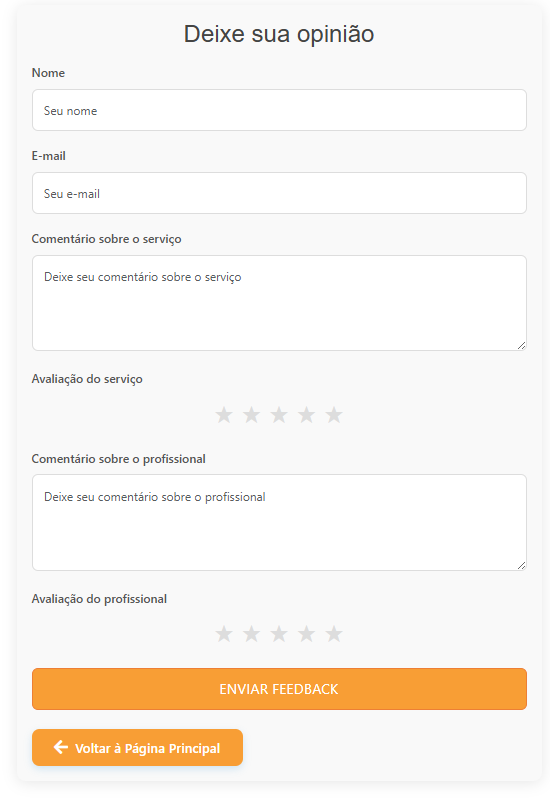 Deixe sua opinião
Nome
Seu nome
E-mail
Seu e-mail
Comentário sobre o serviço
Deixe seu comentário sobre o serviço
Avaliação do serviço
Comentário sobre o profissional
Deixe seu comentário sobre o profissional
Avaliação do profissional
ENVIAR FEEDBACK
Voltar à Página Principal